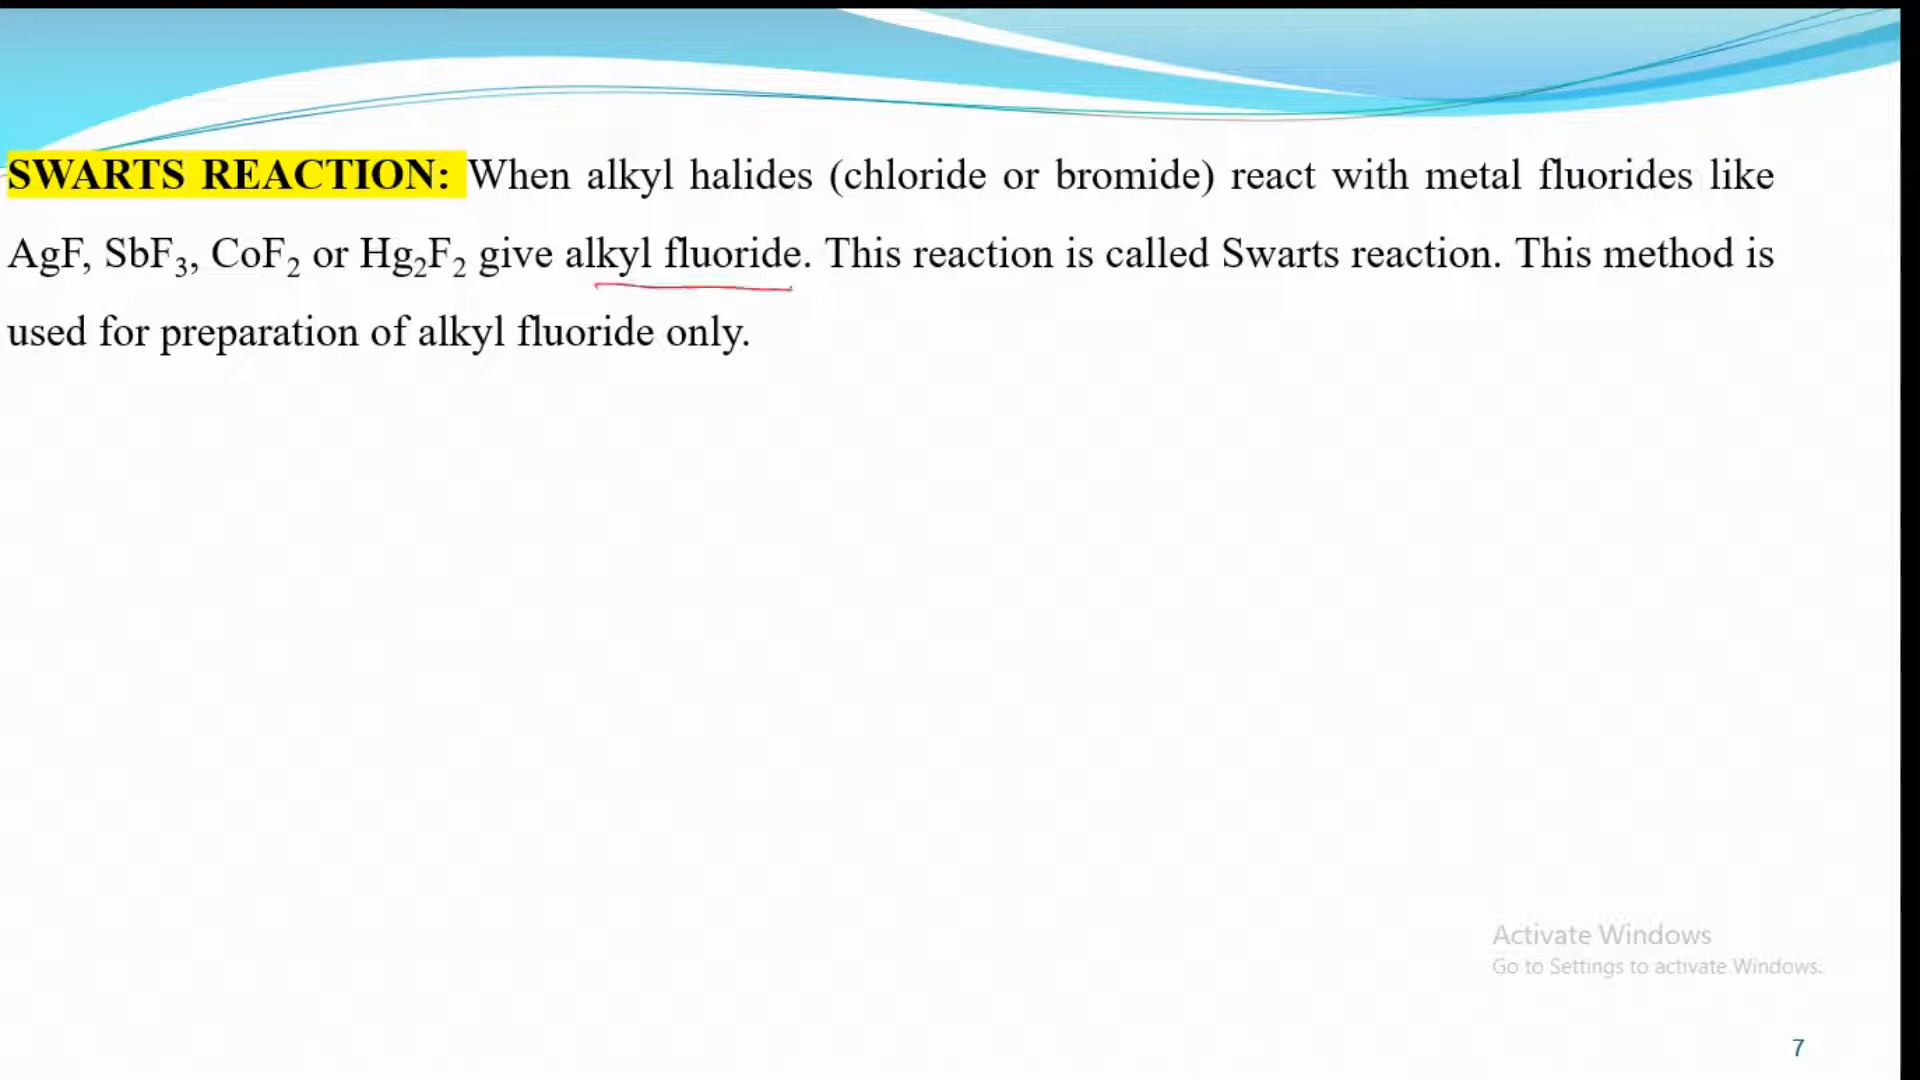 SWARTS REACTION: When alkyl halides (chloride or bromide) react with metal fluorides like
AgF, SbF₃, CoF₂ or Hg₂F₂ give alkyl fluoride. This reaction is called Swarts reaction. This method is
used for preparation of alkyl fluoride only.
Activate Windows
Go to Settings to activate Windows.
7